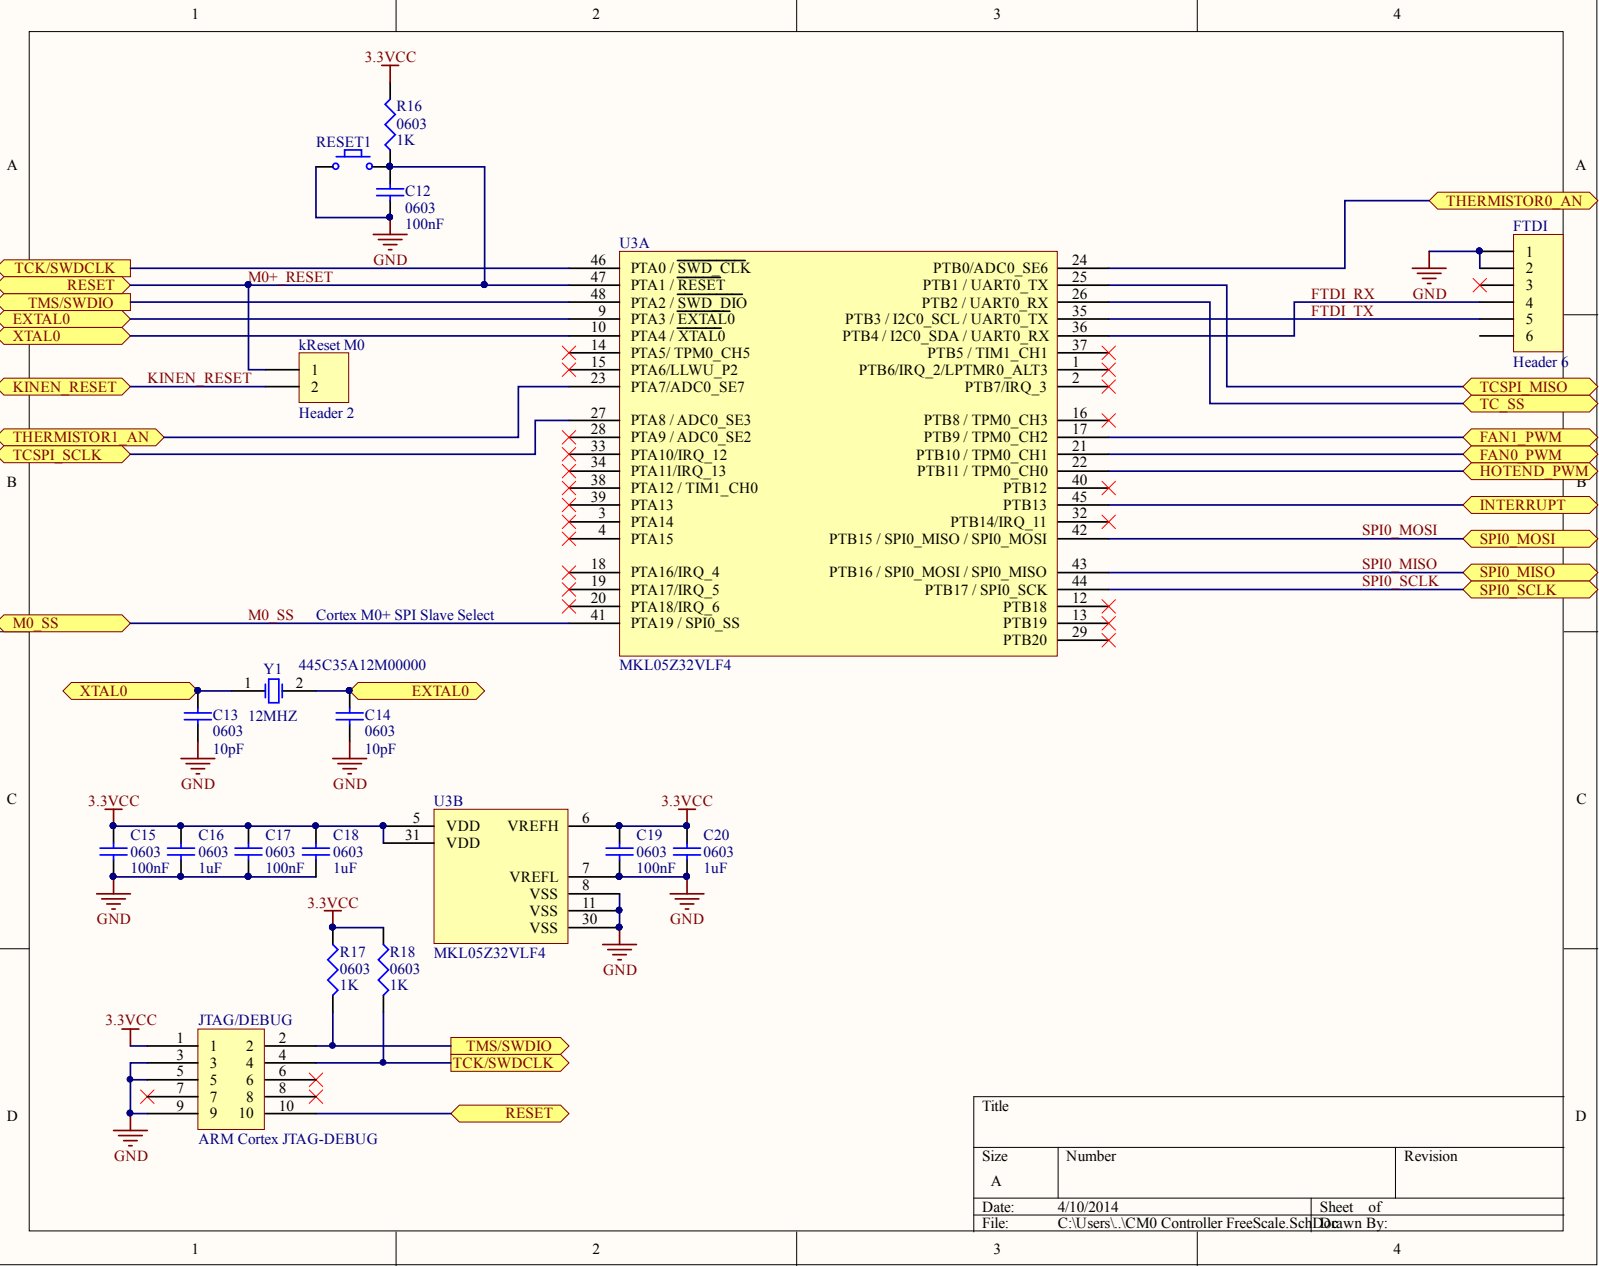 1 2 3 4
A A
B B
C C
D D
1 2 3 4
3.3VCC
R16
0603
1K
RESET1
C12
0603
100nF
GND
TCK/SWDCLK
RESET
TMS/SWDIO
EXTAL0
XTAL0
KINEN_RESET
THERMISTOR1_AN
TCSPI_SCLK
M0_SS
M0+_RESET
KINEN_RESET
kReset M0
1
2
Header 2
M0_SS Cortex M0+ SPI Slave Select
U3A
46 PTA0 / SWD_CLK
47 PTA1 / RESET
48 PTA2 / SWD_DIO
9 PTA3 / EXTAL0
10 PTA4 / XTAL0
14 PTA5/ TPM0_CH5
15 PTA6/LLWU_P2
23 PTA7/ADC0_SE7
27 PTA8 / ADC0_SE3
28 PTA9 / ADC0_SE2
33 PTA10/IRQ_12
34 PTA11/IRQ_13
38 PTA12 / TIM1_CH0
39 PTA13
3 PTA14
4 PTA15
18 PTA16/IRQ_4
19 PTA17/IRQ_5
20 PTA18/IRQ_6
41 PTA19 / SPI0_SS
PTB0/ADC0_SE6 24
PTB1 / UART0_TX 25
PTB2 / UART0_RX 26
PTB3 / I2C0_SCL / UART0_TX 35
PTB4 / I2C0_SDA / UART0_RX 36
PTB5 / TIM1_CH1 37
PTB6/IRQ_2/LPTMR0_ALT3 1
PTB7/IRQ_3 2
PTB8 / TPM0_CH3 16
PTB9 / TPM0_CH2 17
PTB10 / TPM0_CH1 21
PTB11 / TPM0_CH0 22
PTB12 40
PTB13 45
PTB14/IRQ_11 32
PTB15 / SPI0_MISO / SPI0_MOSI 42
PTB16 / SPI0_MOSI / SPI0_MISO 43
PTB17 / SPI0_SCK 44
PTB18 12
PTB19 13
PTB20 29
MKL05Z32VLF4
THERMISTOR0_AN
FTDI
1
2
3
4
5
6
Header 6
GND
FTDI_RX
FTDI_TX
TCSPI_MISO
TC_SS
FAN1_PWM
FAN0_PWM
HOTEND_PWM
INTERRUPT
SPI0_MOSI SPI0_MOSI
SPI0_MISO SPI0_MISO
SPI0_SCLK SPI0_SCLK
XTAL0
1 Y1 2
445C35A12M00000
EXTAL0
12MHZ
C13
0603
10pF
GND
C14
0603
10pF
GND
3.3VCC
C15
0603
100nF
C16
0603
1uF
C17
0603
100nF
C18
0603
1uF
GND
U3B
5 VDD
31 VDD
VREFH 6
VREFL 7
VSS 8
VSS 11
VSS 30
MKL05Z32VLF4
3.3VCC
C19
0603
100nF
C20
0603
1uF
GND
GND
3.3VCC
R17
0603
1K
R18
0603
1K
3.3VCC
JTAG/DEBUG
1 1 2 2
3 3 4 4
5 5 6 6
7 7 8 8
9 9 10 10
ARM Cortex JTAG-DEBUG
GND
TMS/SWDIO
TCK/SWDCLK
RESET
Title
Size
A
Number
Revision
Date: 4/10/2014 Sheet of
File: C:\Users\..\CM0 Controller FreeScale.SchDoc Drawn By: